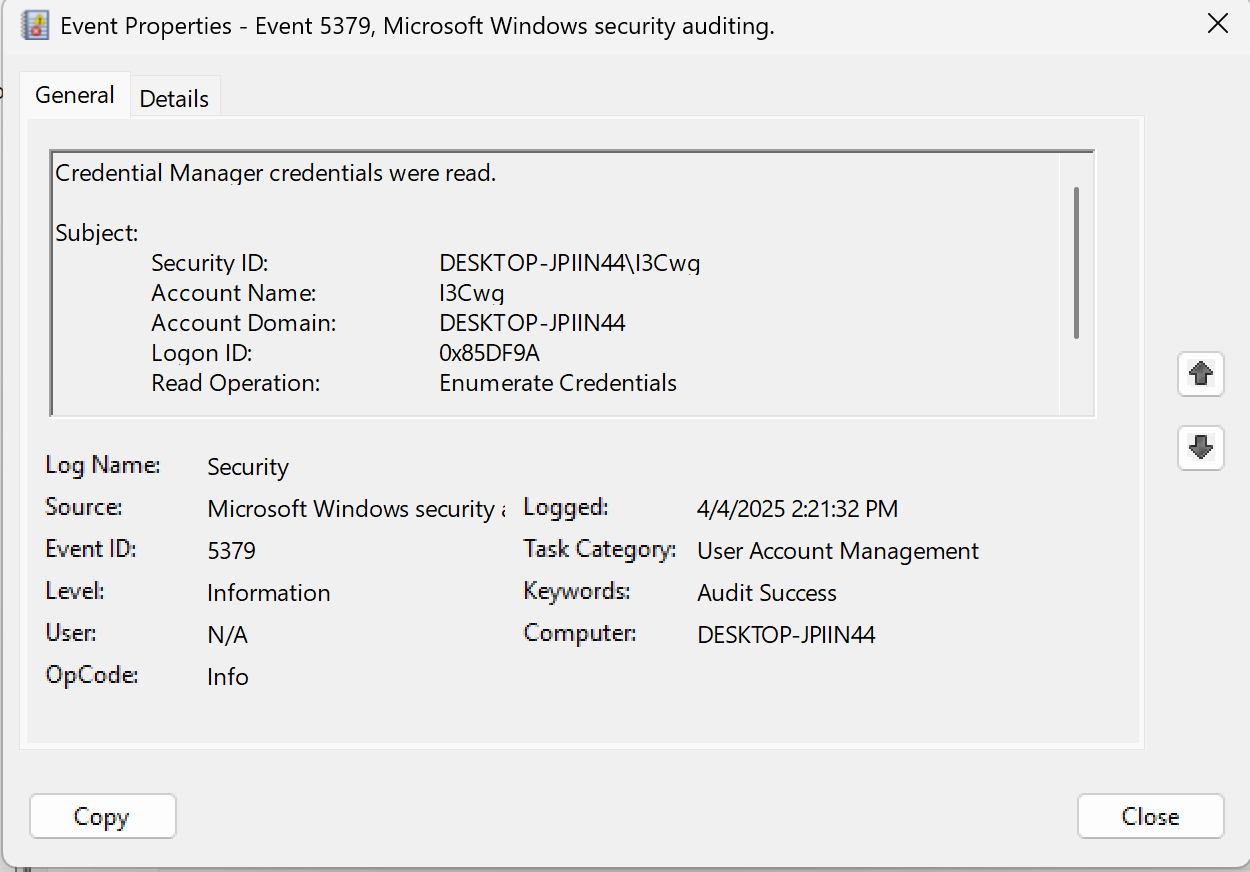 Event Properties - Event 5379, Microsoft Windows security auditing.
General
Details
Credential Manager credentials were read.
Subject:
Security ID: DESKTOP-JPIIN44\I3Cwg
Account Name: I3Cwg
Account Domain: DESKTOP-JPIIN44
Logon ID: 0x85DF9A
Read Operation: Enumerate Credentials
Log Name: Security
Source: Microsoft Windows security Logged: 4/4/2025 2:21:32 PM
Event ID: 5379 Task Category: User Account Management
Level: Information Keywords: Audit Success
User: N/A Computer: DESKTOP-JPIIN44
OpCode: Info
Copy
Close